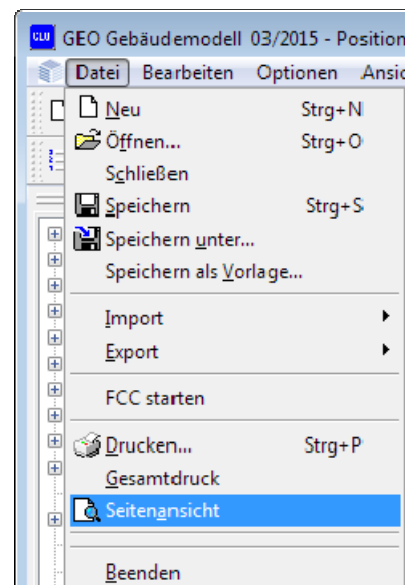 GEO Gebäudemodell 03/2015 - Position
Datei Bearbeiten Optionen Ansic
Neu Strg+N
Öffnen... Strg+O
Schließen
Speichern Strg+S
Speichern unter...
Speichern als Vorlage...
Import
Export
FCC starten
Drucken... Strg+P
Gesamtdruck
Seitenansicht
Beenden